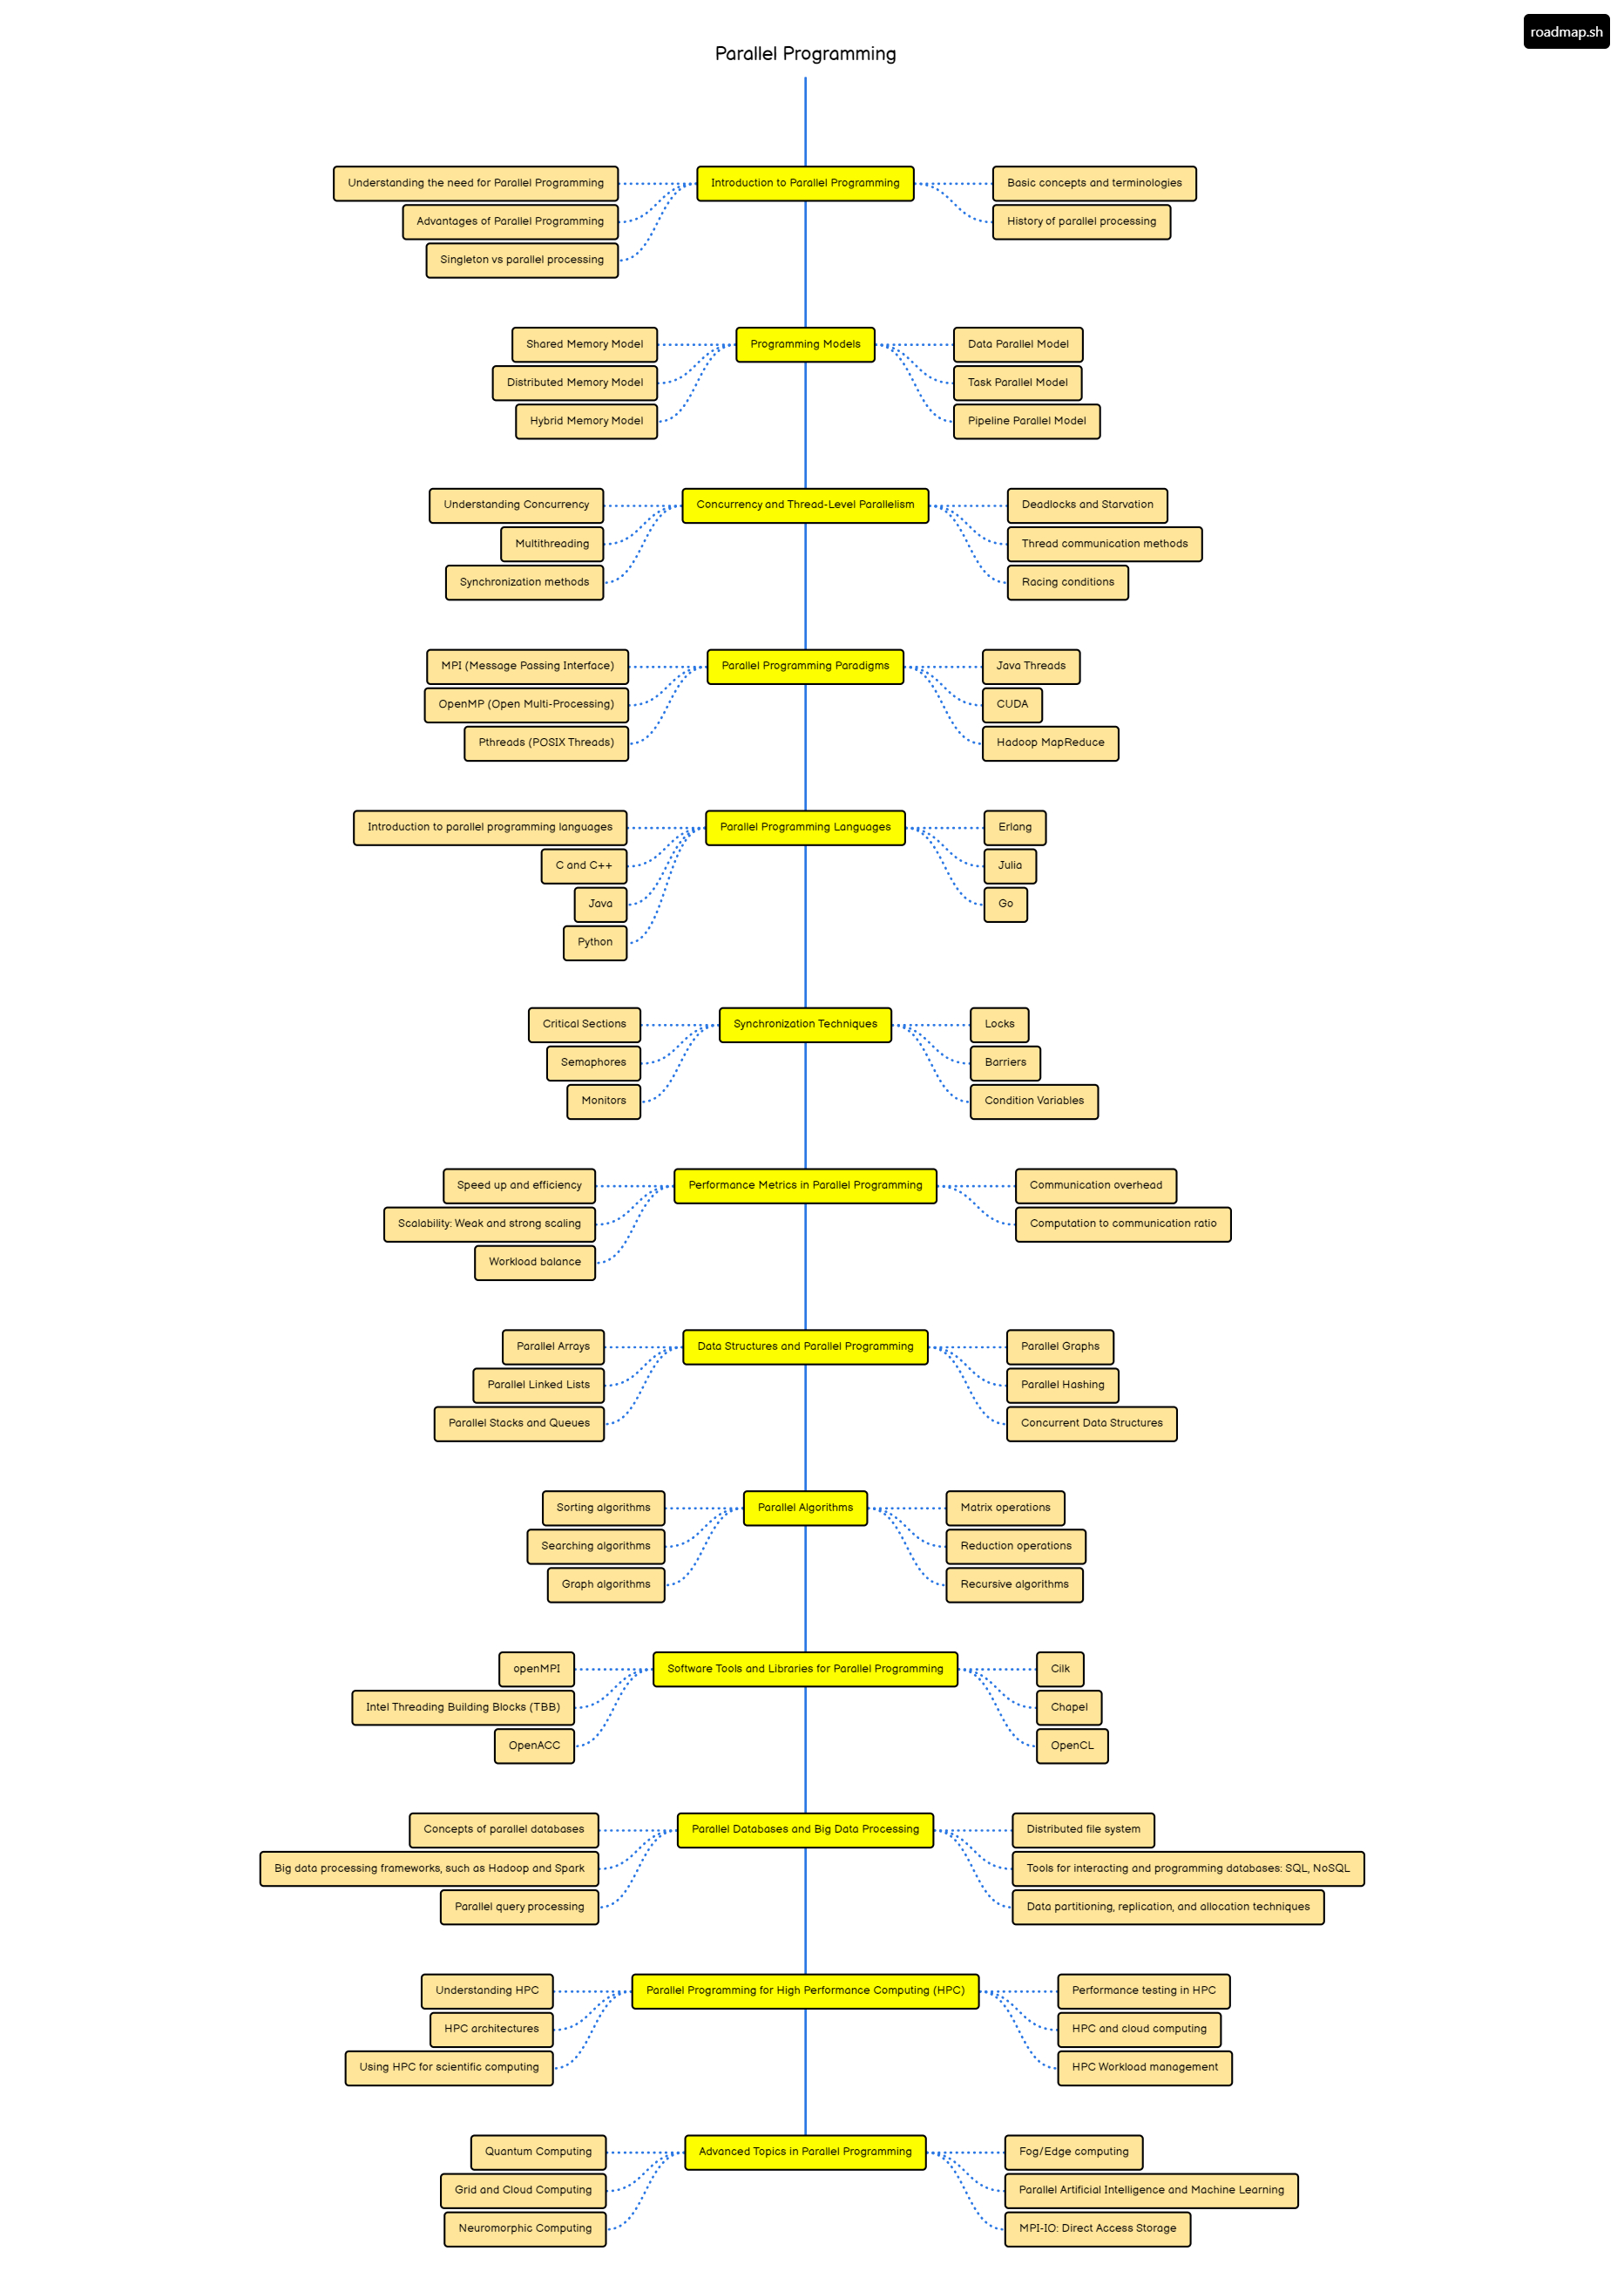 roadmap.sh
Parallel Programming
Introduction to Parallel Programming
Understanding the need for Parallel Programming
Advantages of Parallel Programming
Singleton vs parallel processing
Basic concepts and terminologies
History of parallel processing
Programming Models
Shared Memory Model
Distributed Memory Model
Hybrid Memory Model
Data Parallel Model
Task Parallel Model
Pipeline Parallel Model
Concurrency and Thread-Level Parallelism
Understanding Concurrency
Multithreading
Synchronization methods
Deadlocks and Starvation
Thread communication methods
Racing conditions
Parallel Programming Paradigms
MPI (Message Passing Interface)
OpenMP (Open Multi-Processing)
Pthreads (POSIX Threads)
Java Threads
CUDA
Hadoop MapReduce
Parallel Programming Languages
Introduction to parallel programming languages
C and C++
Java
Python
Erlang
Julia
Go
Synchronization Techniques
Critical Sections
Semaphores
Monitors
Locks
Barriers
Condition Variables
Performance Metrics in Parallel Programming
Speed up and efficiency
Scalability: Weak and strong scaling
Workload balance
Communication overhead
Computation to communication ratio
Data Structures and Parallel Programming
Parallel Arrays
Parallel Linked Lists
Parallel Stacks and Queues
Parallel Graphs
Parallel Hashing
Concurrent Data Structures
Parallel Algorithms
Sorting algorithms
Searching algorithms
Graph algorithms
Matrix operations
Reduction operations
Recursive algorithms
Software Tools and Libraries for Parallel Programming
openMPI
Intel Threading Building Blocks (TBB)
OpenACC
Cilk
Chapel
OpenCL
Parallel Databases and Big Data Processing
Concepts of parallel databases
Big data processing frameworks, such as Hadoop and Spark
Parallel query processing
Distributed file system
Tools for interacting and programming databases: SQL, NoSQL
Data partitioning, replication, and allocation techniques
Parallel Programming for High Performance Computing (HPC)
Understanding HPC
HPC architectures
Using HPC for scientific computing
Performance testing in HPC
HPC and cloud computing
HPC Workload management
Advanced Topics in Parallel Programming
Quantum Computing
Grid and Cloud Computing
Neuromorphic Computing
Fog/Edge computing
Parallel Artificial Intelligence and Machine Learning
MPI-IO: Direct Access Storage